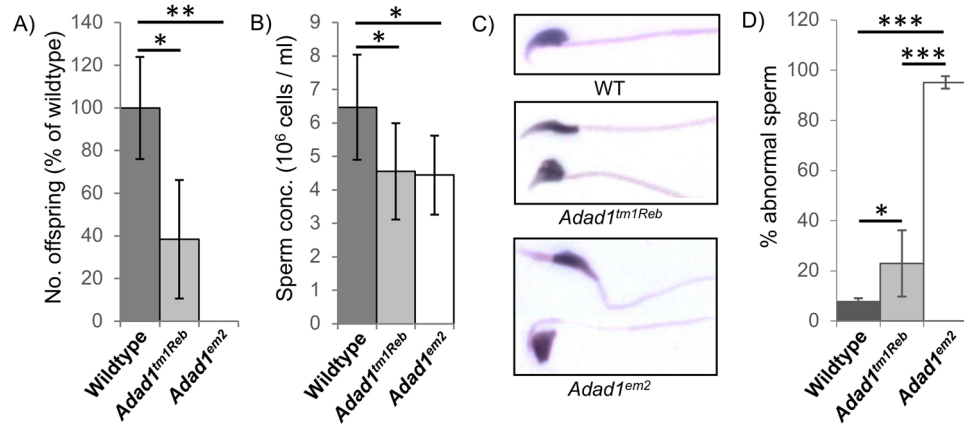 A)
**
*
No. offspring (% of wildtype)
140
120
100
80
60
40
20
0
Wildtype
Adad1tm1Reb
Adad1em2
B)
*
*
Sperm conc. (10⁶ cells / ml)
9
8
7
6
5
4
3
2
1
0
Wildtype
Adad1tm1Reb
Adad1em2
C)
WT
Adad1tm1Reb
Adad1em2
D)
***
***
*
% abnormal sperm
120
100
80
60
40
20
0
Wildtype
Adad1tm1Reb
Adad1em2